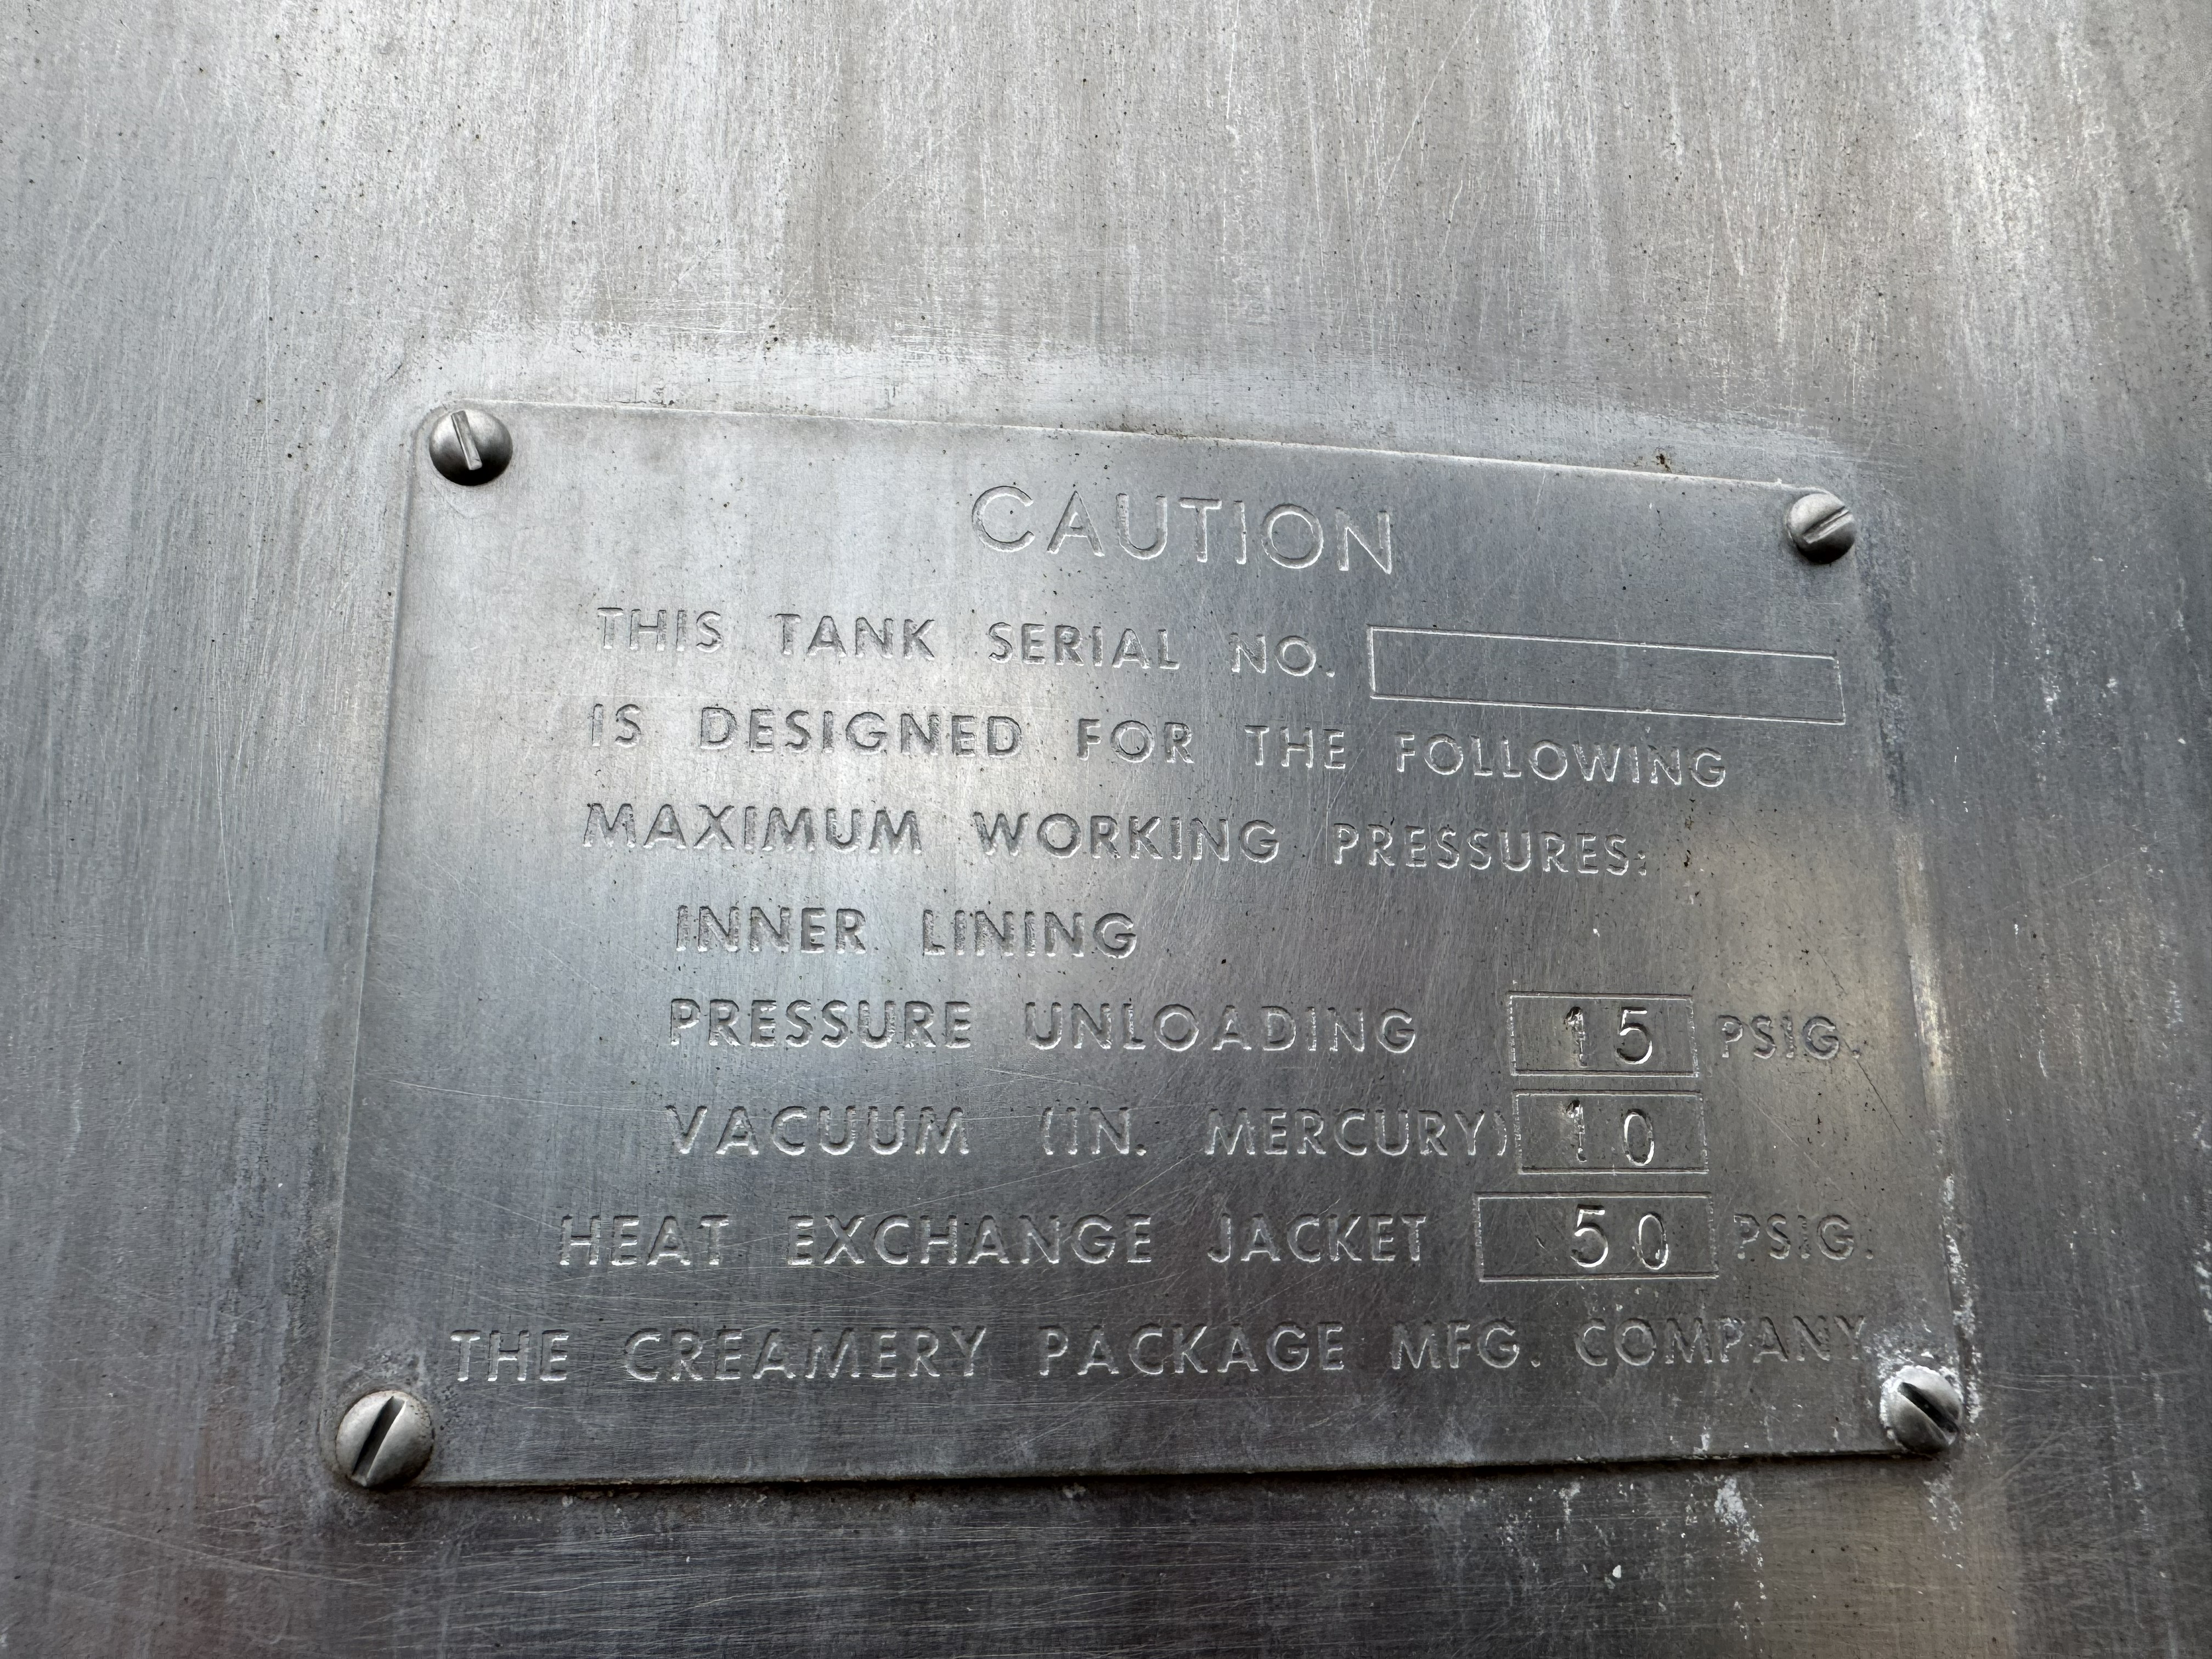 CAUTION
THIS TANK SERIAL NO.
IS DESIGNED FOR THE FOLLOWING
MAXIMUM WORKING PRESSURES:
INNER LINING
PRESSURE UNLOADING 15 PSIG.
VACUUM (IN. MERCURY) 10
HEAT EXCHANGE JACKET 50 PSIG.
THE CREAMERY PACKAGE MFG. COMPANY